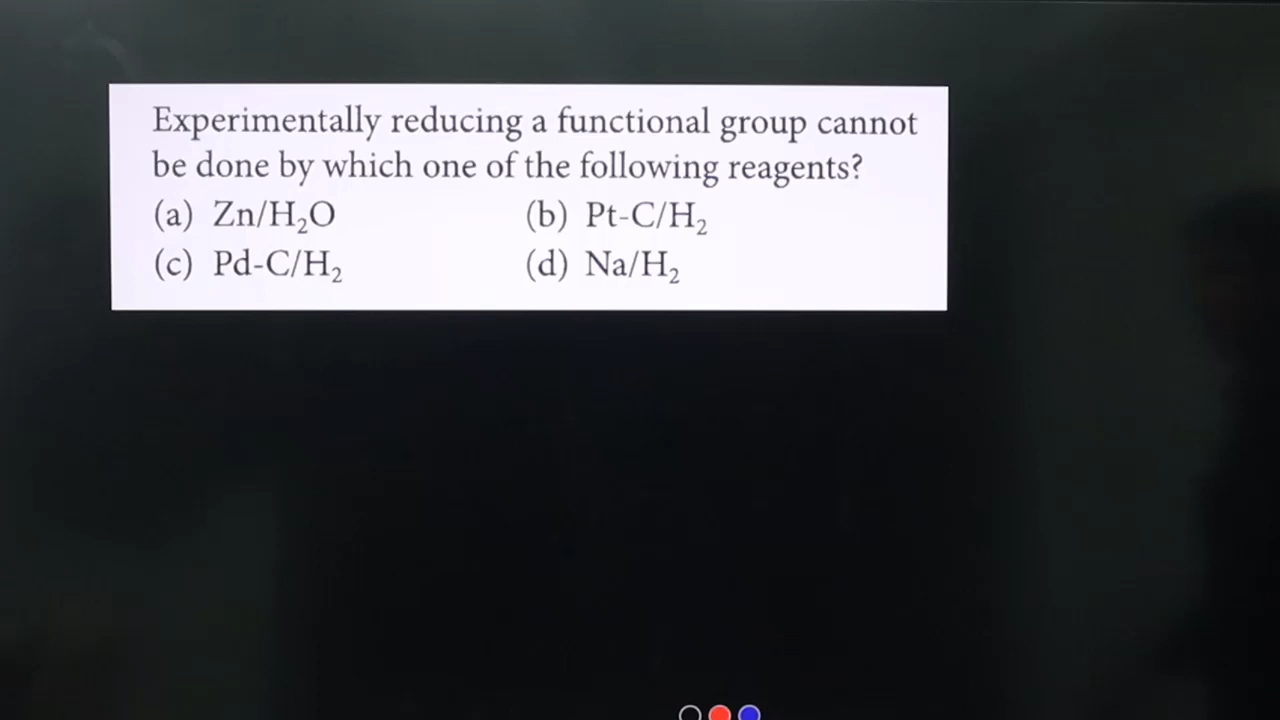 Experimentally reducing a functional group cannot
be done by which one of the following reagents?
(a) Zn/H₂O (b) Pt-C/H₂
(c) Pd-C/H₂ (d) Na/H₂